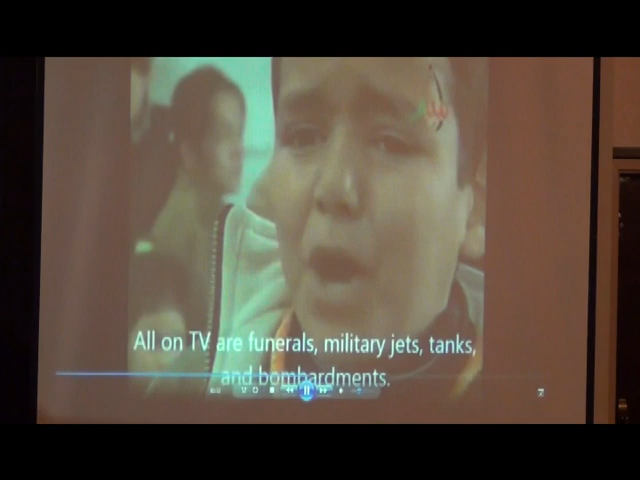 All on TV are funerals, military jets, tanks,
and bombardments.